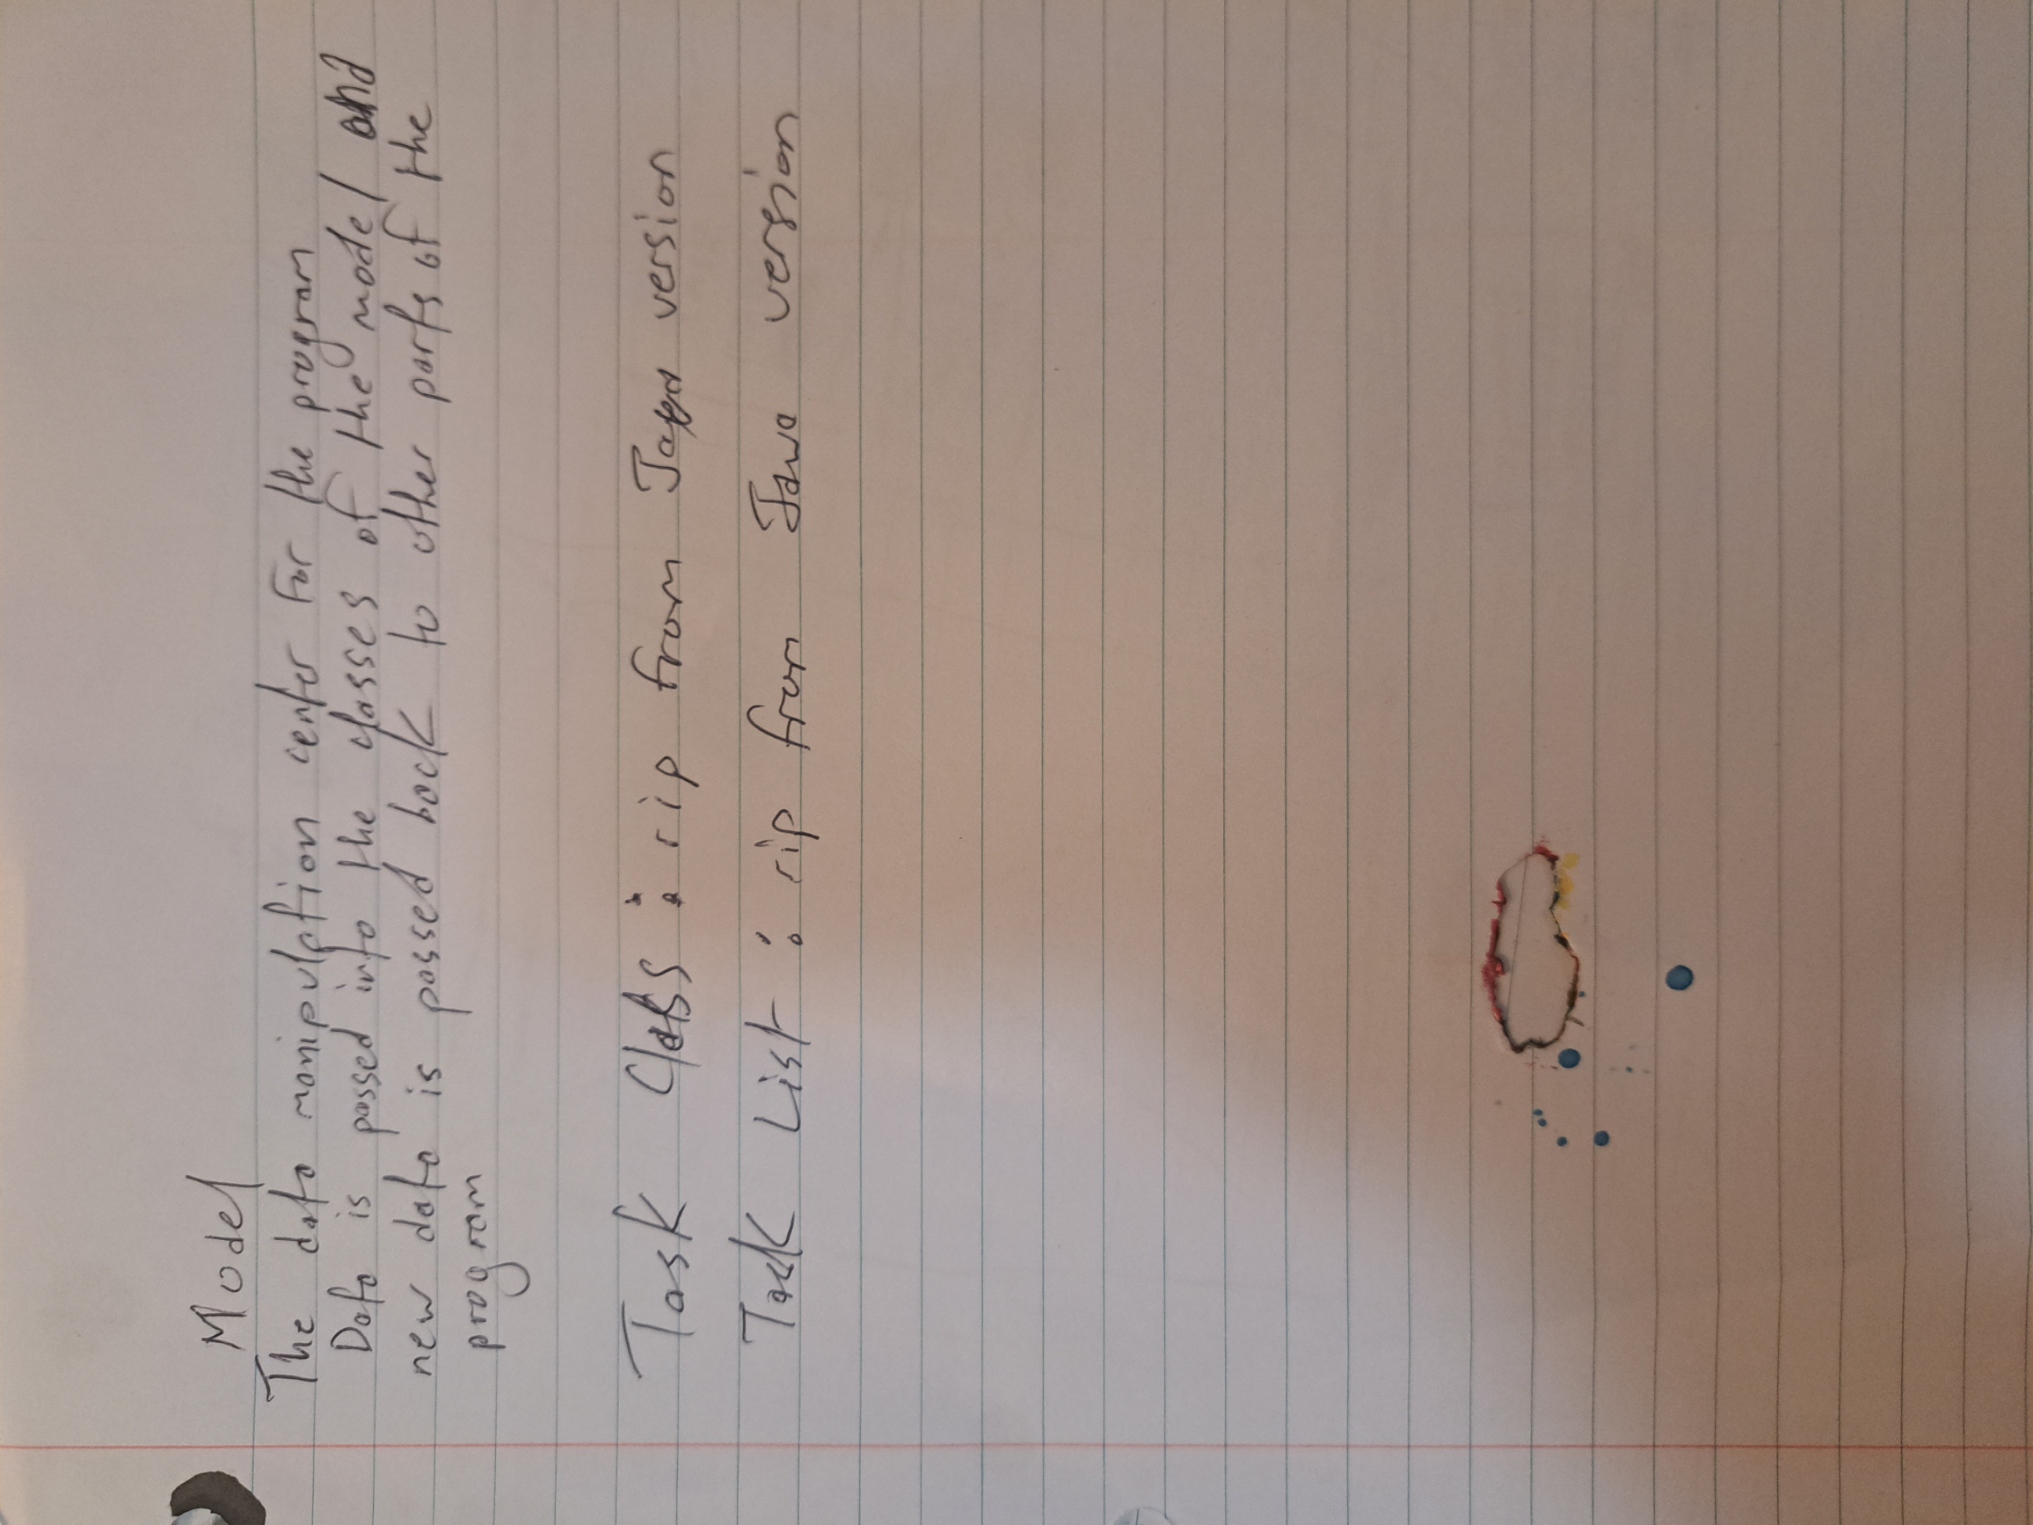 Model
The data manipulation center for the program
Data is passed into the classes of the model and
new data is passed back to other parts of the
program
Task Class : rip from Java version
Task List : rip from Java version